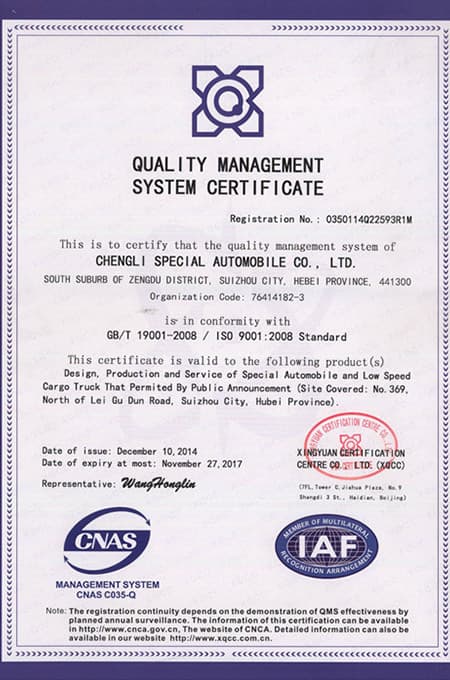 QUALITY MANAGEMENT
SYSTEM CERTIFICATE
Registration No.: 0350114Q22593R1M
This is to certify that the quality management system of
CHENGLI SPECIAL AUTOMOBILE CO., LTD.
SOUTH SUBURB OF ZENGDU DISTRICT, SUIZHOU CITY, HEBEI PROVINCE, 441300
Organization Code: 76414182-3
is in conformity with
GB/T 19001-2008 / ISO 9001:2008 Standard
This certificate is valid to the following product(s)
Design, Production and Service of Special Automobile and Low Speed
Cargo Truck That Permited By Public Announcement (Site Covered: No.369,
North of Lei Gu Dun Road, Suizhou City, Hubei Province).
Date of issue: December 10,2014
Date of expiry at most: November 27,2017
Representative: WangHonglin
XINGYUAN CERTIFICATION
CENTRE CO., LTD. (XQCC)
(7FL, Tower C, Jiahua Plaza, No.9
Shangdi 3 St., Haidian, Beijing)
CNAS
MANAGEMENT SYSTEM
CNAS C035-Q
MEMBER OF MULTILATERAL
IAF
RECOGNITION ARRANGEMENT
Note: The registration continuity depends on the demonstration of QMS effectiveness by
planned annual surveillance. The information of this certification can be available
in http://www.cnca.gov.cn, The website of CNCA. Detailed information can also be
available in our website http://www.xqcc.com.cn.